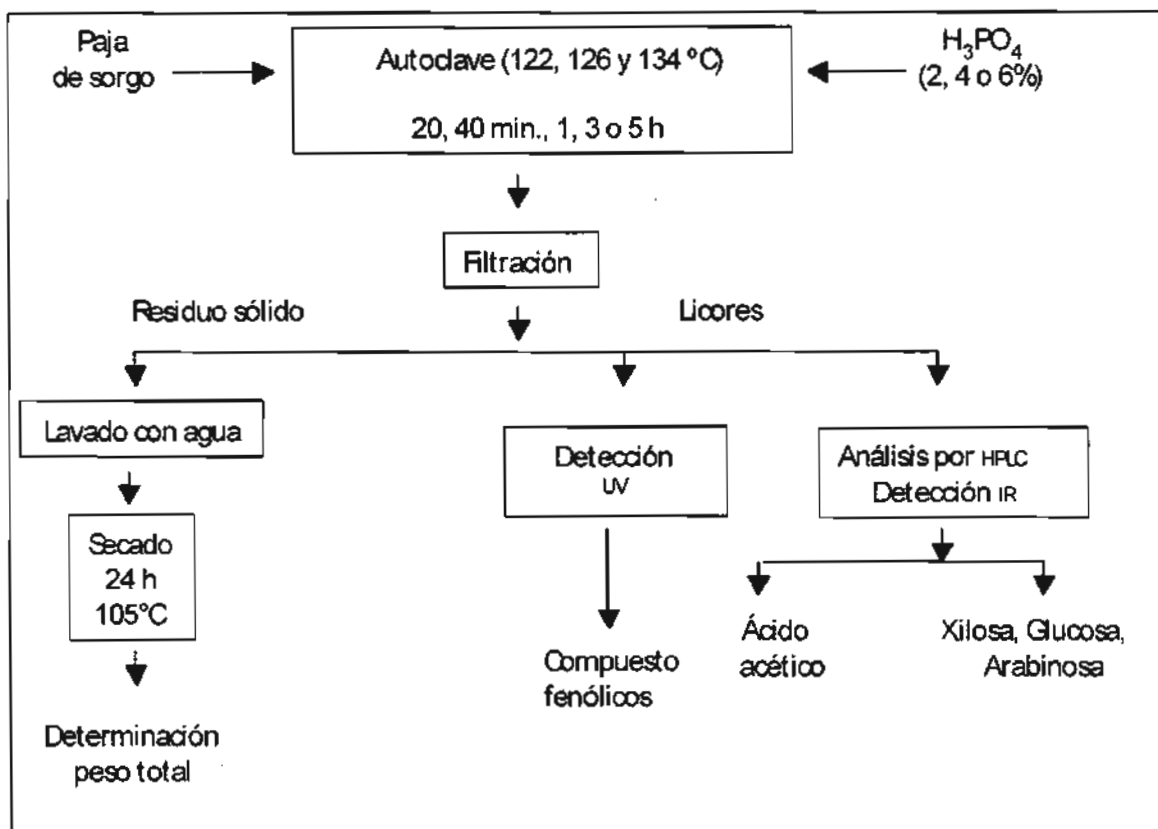 Paja
de sorgo
Autoclave (122, 126 y 134 ºC)
20, 40 min., 1, 3 o 5 h
H₃PO₄
(2, 4 o 6%)
Filtración
Residuo sólido
Licores
Lavado con agua
Secado
24 h
105°C
Determinación
peso total
Detección
UV
Compuesto
fenólicos
Análisis por HPLC
Detección IR
Ácido
acético
Xilosa, Glucosa,
Arabinosa